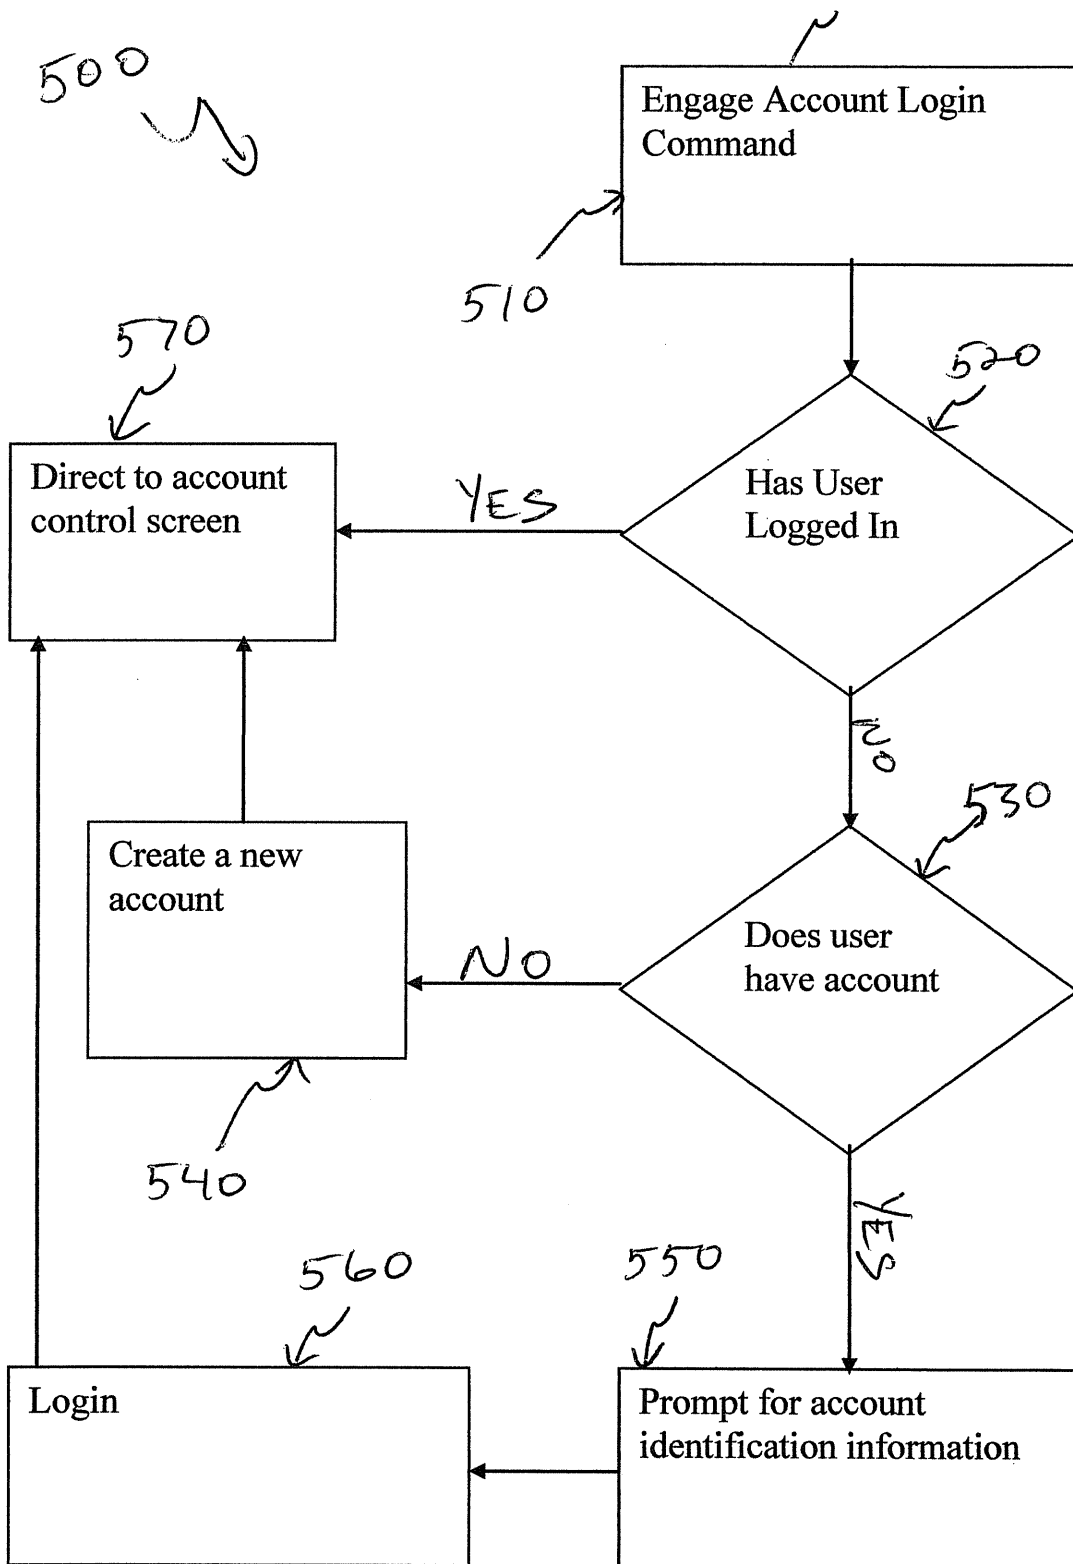 500
Engage Account Login
Command
510
570
520
Direct to account
control screen
YES
Has User
Logged In
NO
530
Create a new
account
NO
Does user
have account
540
YES
560
550
Login
Prompt for account
identification information